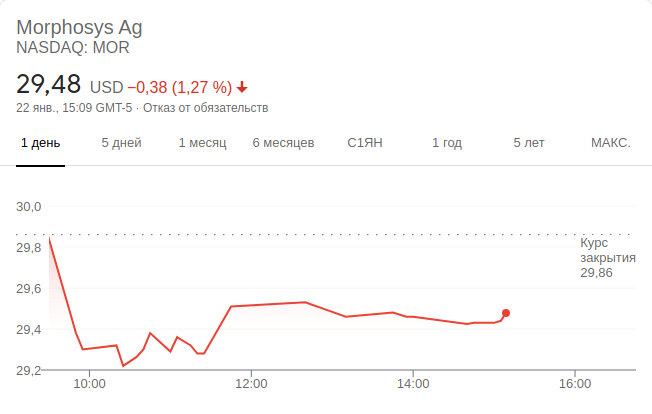 Morphosys Ag
NASDAQ: MOR
29,48 USD −0,38 (1,27 %)
22 янв., 15:09 GMT-5 · Отказ от обязательств
1 день 5 дней 1 месяц 6 месяцев С1ЯН 1 год 5 лет МАКС.
30,0
29,8
29,6
29,4
29,2
Курс
закрытия
29,86
10:00 12:00 14:00 16:00